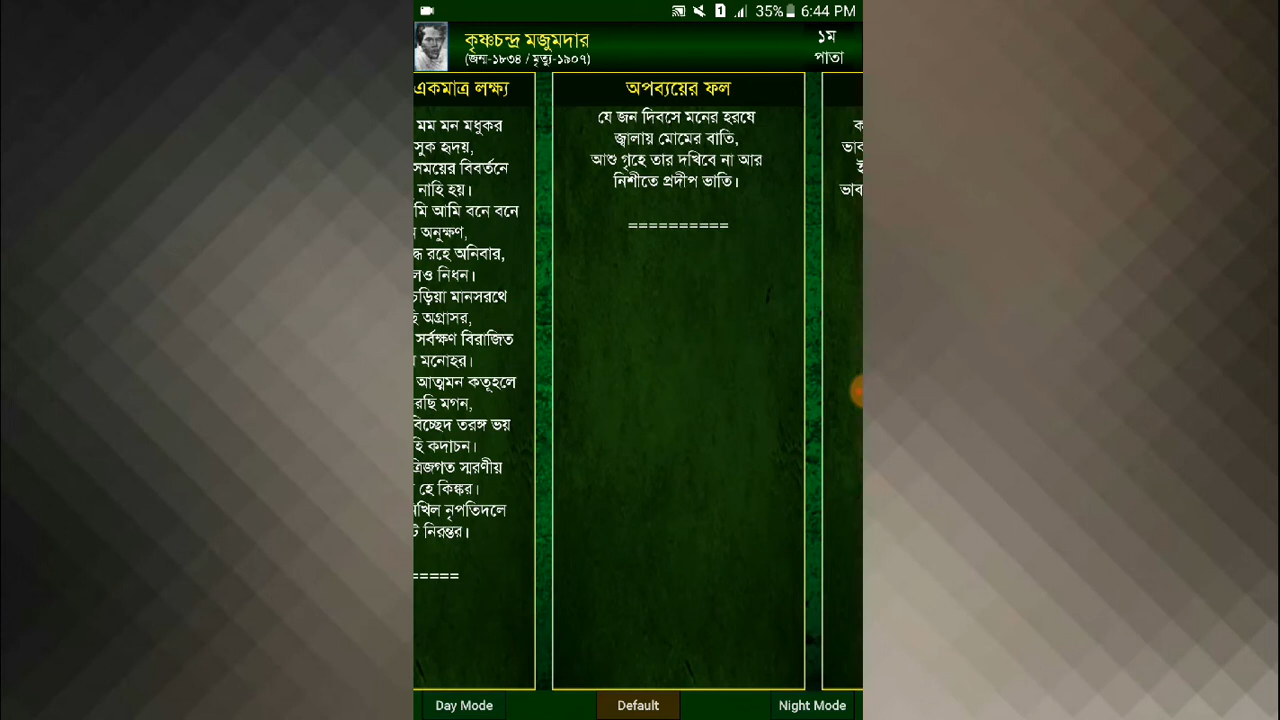 35% 6:44 PM
কৃষ্ণচন্দ্র মজুমদার
(জন্ম-১৮৩৪ / মৃত্যু-১৯০৭)
১ম
পাতা
একমাত্র লক্ষ্য
মম মন মধুকর
সুক হৃদয়,
সময়ের বিবর্তনে
নাহি হয়।
মি আমি বনে বনে
অনুক্ষণ,
রহে অনিবার,
লও নিধন।
চড়িয়া মানসরথে
অগ্রাসর,
সর্বক্ষণ বিরাজিত
মনোহর।
আত্মমন কতূহলে
রেছি মগন,
বিচ্ছেদ তরঙ্গ ভয়
হি কদাচন।
ত্রিজগত স্মরণীয়
হে কিঙ্কর।
নৃপতিদলে
নিরন্তর।
=====
অপব্যয়ের ফল
যে জন দিবসে মনের হরষে
জ্বালায় মোমের বাতি,
আশু গৃহে তার দখিবে না আর
নিশীতে প্রদীপ ভাতি।
==========
ভাব
ভাব
Day Mode
Default
Night Mode